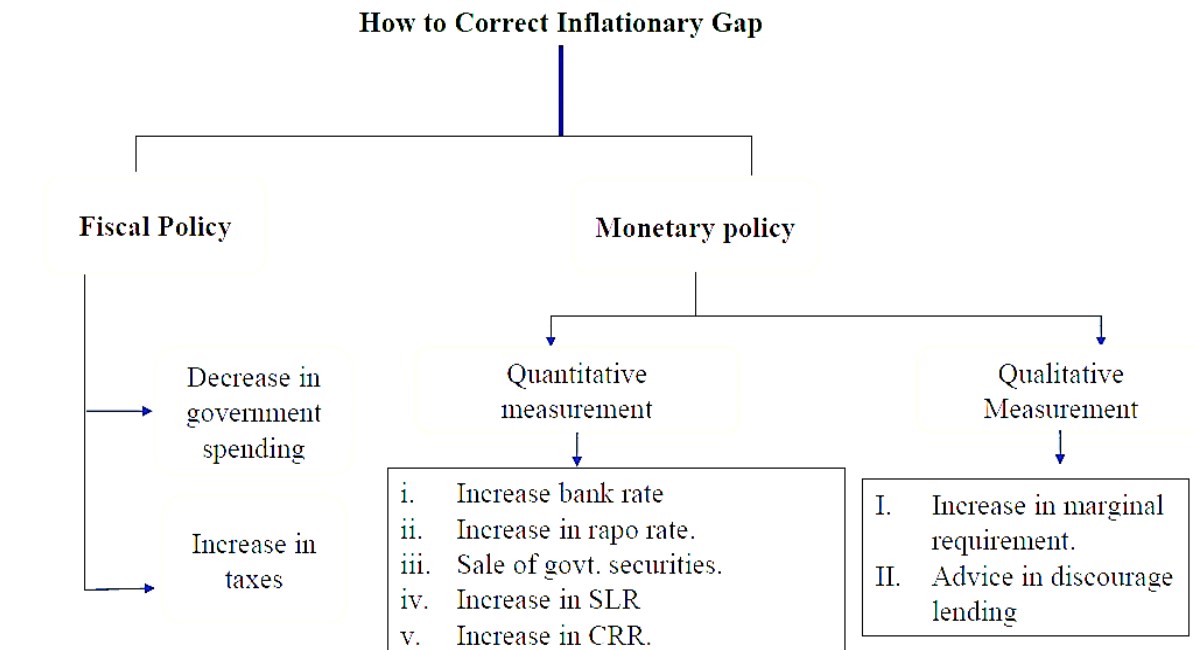 How to Correct Inflationary Gap
Fiscal Policy
Monetary policy
Decrease in
government
spending
Increase in
taxes
Quantitative
measurement
Qualitative
Measurement
i. Increase bank rate
ii. Increase in rapo rate.
iii. Sale of govt. securities.
iv. Increase in SLR
v. Increase in CRR.
I. Increase in marginal
requirement.
II. Advice in discourage
lending